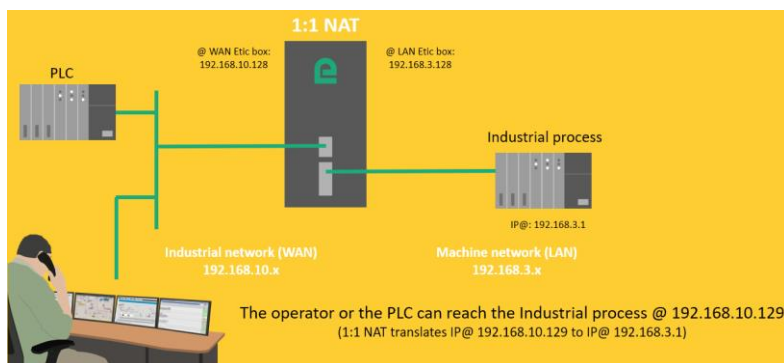 1:1 NAT
@ WAN Etic box:
192.168.10.128
@ LAN Etic box:
192.168.3.128
PLC
Industrial process
IP@: 192.168.3.1
Industrial network (WAN)
192.168.10.x
Machine network (LAN)
192.168.3.x
The operator or the PLC can reach the Industrial process @ 192.168.10.129
(1:1 NAT translates IP@ 192.168.10.129 to IP@ 192.168.3.1)